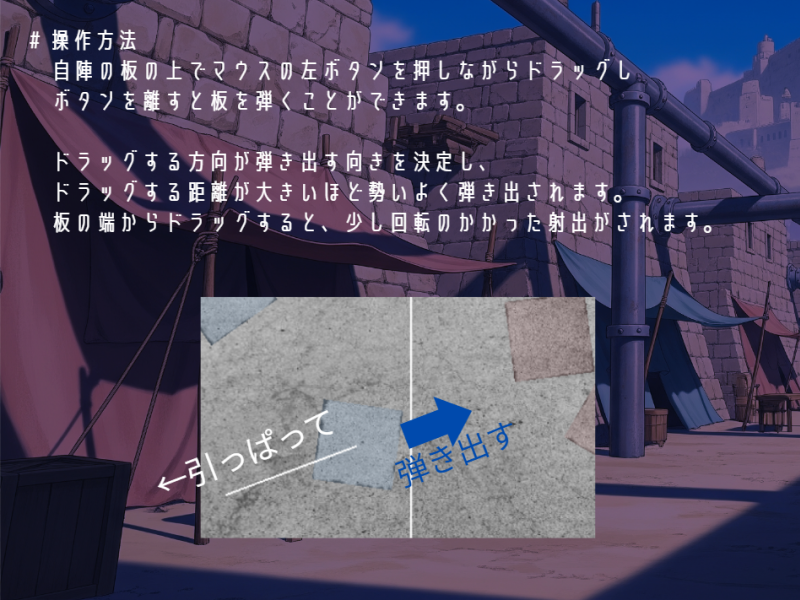 # 操作方法
自陣の板の上でマウスの左ボタンを押しながらドラッグし
ボタンを離すと板を弾くことができます。
ドラッグする方向が弾き出す向きを決定し、
ドラッグする距離が大きいほど勢いよく弾き出されます。
板の端からドラッグすると、少し回転のかかった射出がされます。
←引っぱって
弾き出す